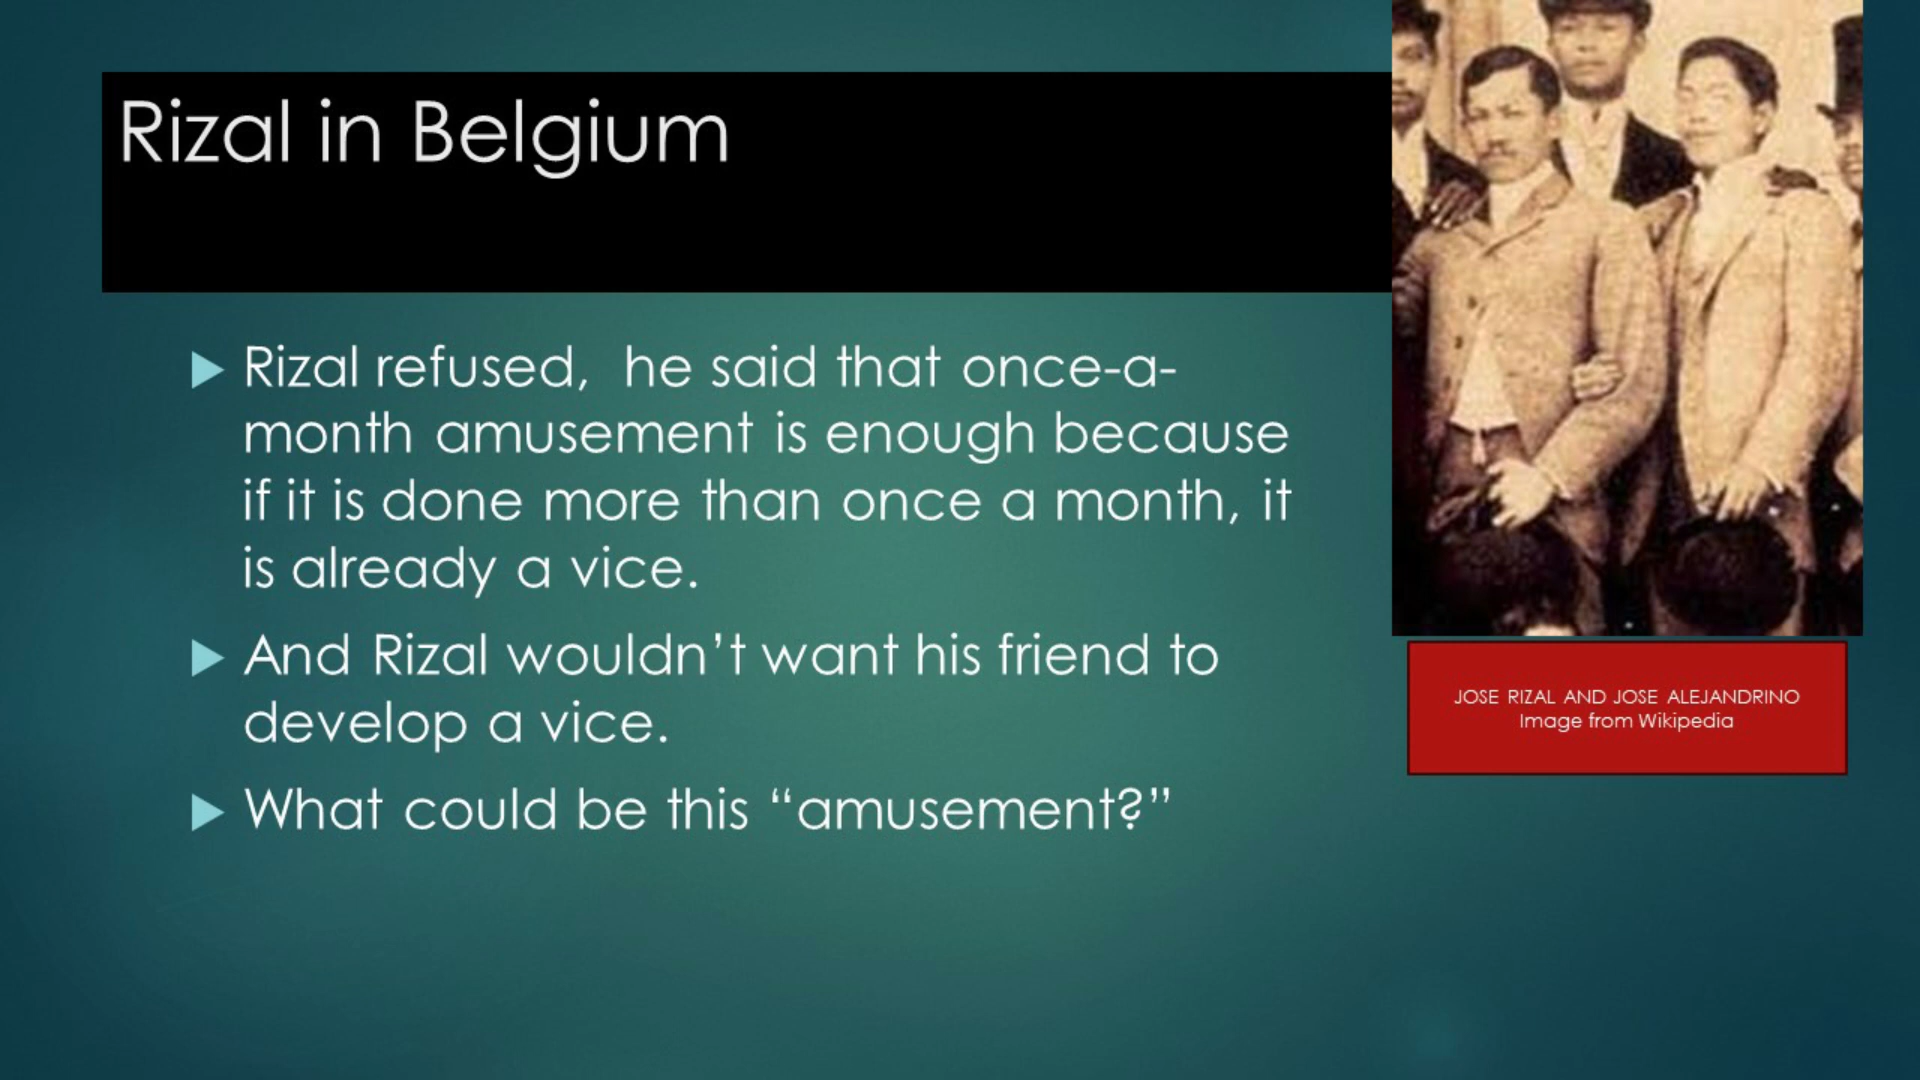 Rizal in Belgium
Rizal refused,  he said that once-a-
month amusement is enough because
if it is done more than once a month, it
is already a vice.
And Rizal wouldn’t want his friend to
develop a vice.
What could be this “amusement?”
JOSE RIZAL AND JOSE ALEJANDRINO
Image from Wikipedia